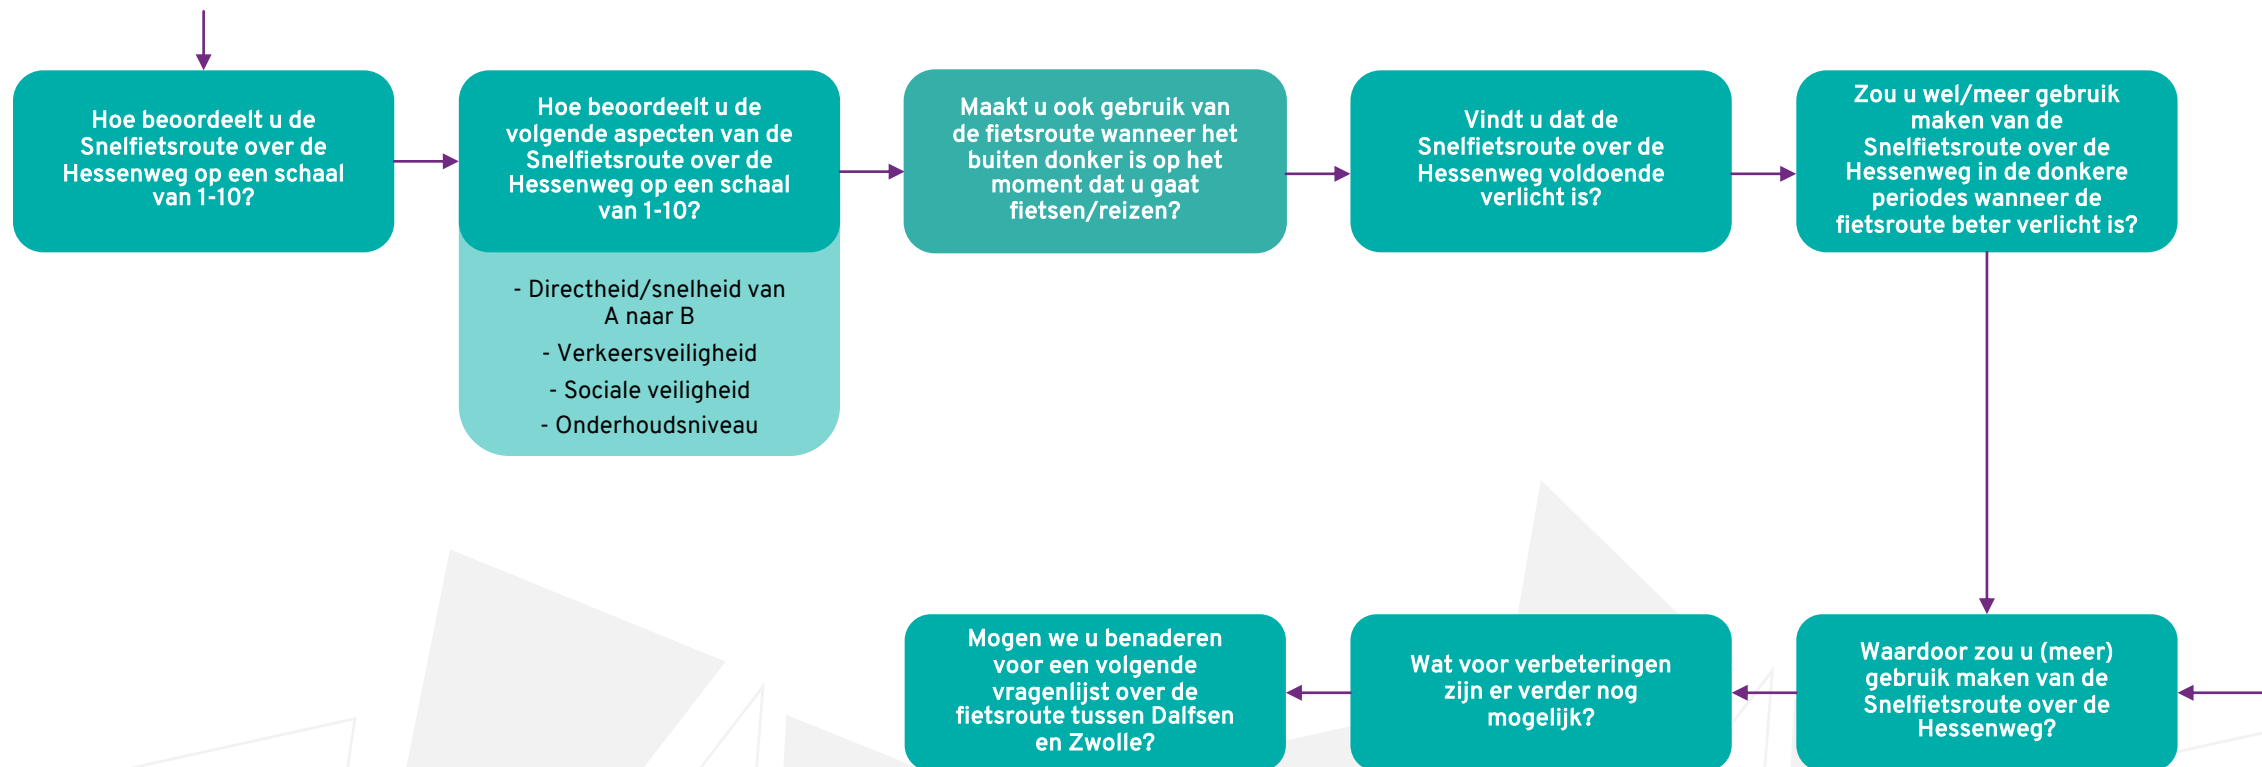 Hoe beoordeelt u de
Snelfietsroute over de
Hessenweg op een schaal
van 1-10?
Hoe beoordeelt u de
volgende aspecten van de
Snelfietsroute over de
Hessenweg op een schaal
van 1-10?
- Directheid/snelheid van
A naar B
- Verkeersveiligheid
- Sociale veiligheid
- Onderhoudsniveau
Maakt u ook gebruik van
de fietsroute wanneer het
buiten donker is op het
moment dat u gaat
fietsen/reizen?
Vindt u dat de
Snelfietsroute over de
Hessenweg voldoende
verlicht is?
Zou u wel/meer gebruik
maken van de
Snelfietsroute over de
Hessenweg in de donkere
periodes wanneer de
fietsroute beter verlicht is?
Waardoor zou u (meer)
gebruik maken van de
Snelfietsroute over de
Hessenweg?
Wat voor verbeteringen
zijn er verder nog
mogelijk?
Mogen we u benaderen
voor een volgende
vragenlijst over de
fietsroute tussen Dalfsen
en Zwolle?